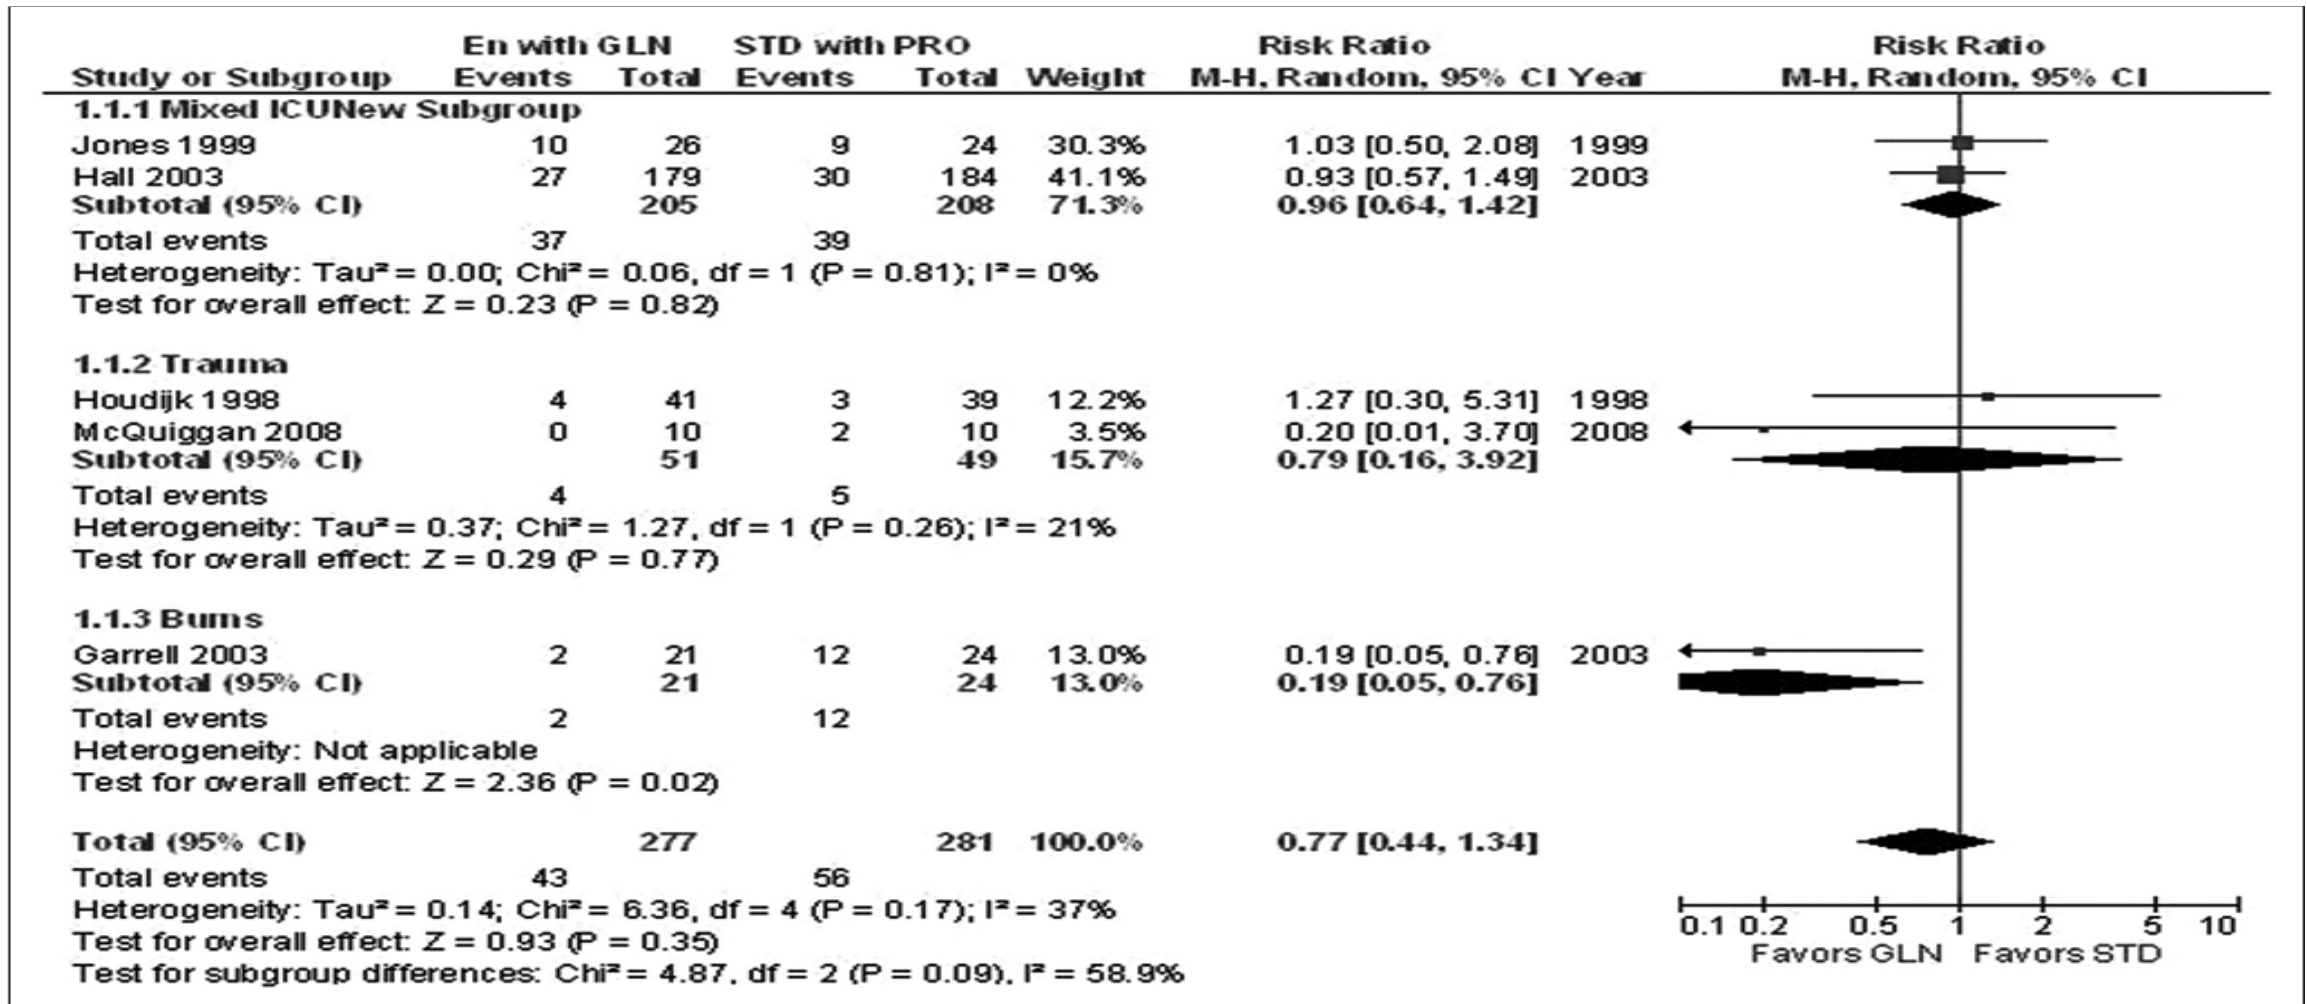 En with GLN STD with PRO Risk Ratio Risk Ratio
Study or Subgroup Events Total Events Total Weight M-H, Random, 95% CI Year M-H, Random, 95% CI
1.1.1 Mixed ICUNew Subgroup
Jones 1999 10 26 9 24 30.3% 1.03 [0.50, 2.08] 1999
Hall 2003 27 179 30 184 41.1% 0.93 [0.57, 1.49] 2003
Subtotal (95% CI) 205 208 71.3% 0.96 [0.64, 1.42]
Total events 37 39
Heterogeneity: Tau² = 0.00; Chi² = 0.06, df = 1 (P = 0.81); I² = 0%
Test for overall effect: Z = 0.23 (P = 0.82)
1.1.2 Trauma
Houdijk 1998 4 41 3 39 12.2% 1.27 [0.30, 5.31] 1998
McQuiggan 2008 0 10 2 10 3.5% 0.20 [0.01, 3.70] 2008
Subtotal (95% CI) 51 49 15.7% 0.79 [0.16, 3.92]
Total events 4 5
Heterogeneity: Tau² = 0.37; Chi² = 1.27, df = 1 (P = 0.26); I² = 21%
Test for overall effect: Z = 0.29 (P = 0.77)
1.1.3 Burns
Garrell 2003 2 21 12 24 13.0% 0.19 [0.05, 0.76] 2003
Subtotal (95% CI) 21 24 13.0% 0.19 [0.05, 0.76]
Total events 2 12
Heterogeneity: Not applicable
Test for overall effect: Z = 2.36 (P = 0.02)
Total (95% CI) 277 281 100.0% 0.77 [0.44, 1.34]
Total events 43 56
Heterogeneity: Tau² = 0.14; Chi² = 6.36, df = 4 (P = 0.17); I² = 37%
Test for overall effect: Z = 0.93 (P = 0.35)
Test for subgroup differences: Chi² = 4.87, df = 2 (P = 0.09), I² = 58.9%
0.1 0.2 0.5 1 2 5 10
Favors GLN Favors STD